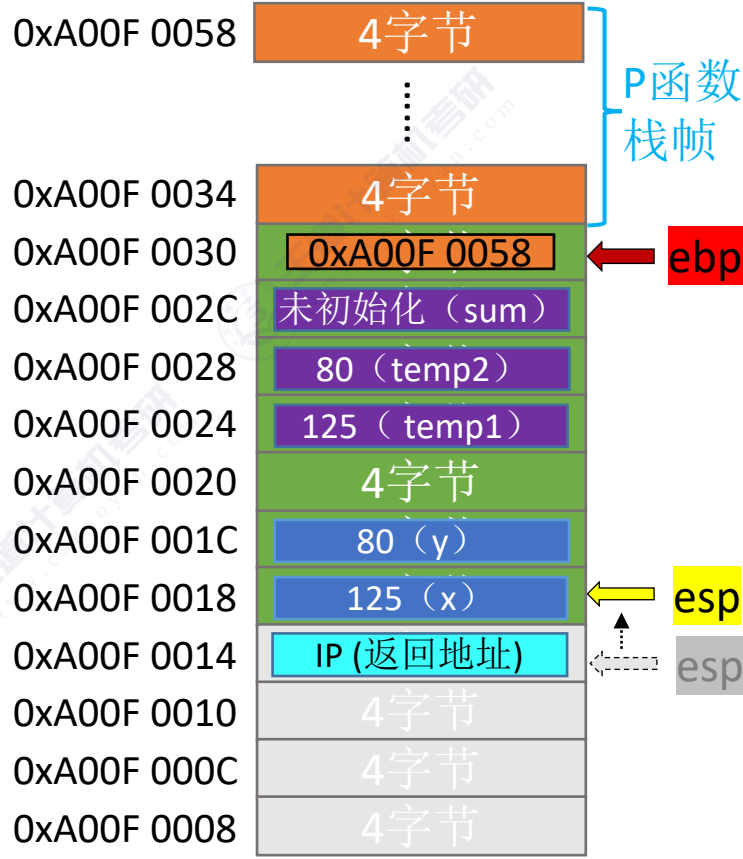 0xA00F 0058 4字节
P函数
栈帧
0xA00F 0034 4字节
0xA00F 0030 0xA00F 0058 ebp
0xA00F 002C 未初始化（sum）
0xA00F 0028 80（temp2）
0xA00F 0024 125（ temp1）
0xA00F 0020 4字节
0xA00F 001C 80（y）
0xA00F 0018 125（x） esp
0xA00F 0014 IP (返回地址) esp
0xA00F 0010 4字节
0xA00F 000C 4字节
0xA00F 0008 4字节